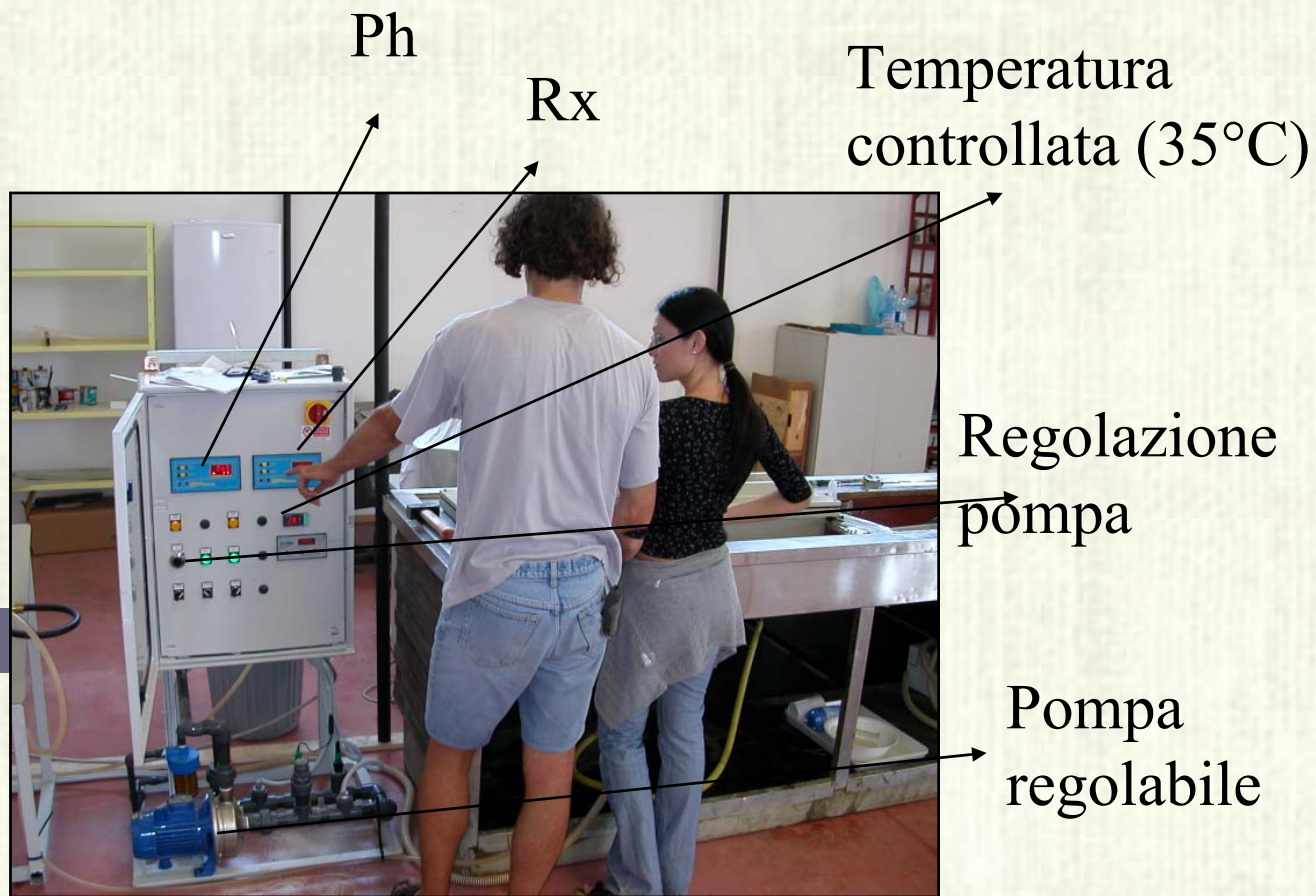 Ph
Rx
Temperatura
controllata (35°C)
Regolazione
pompa
Pompa
regolabile